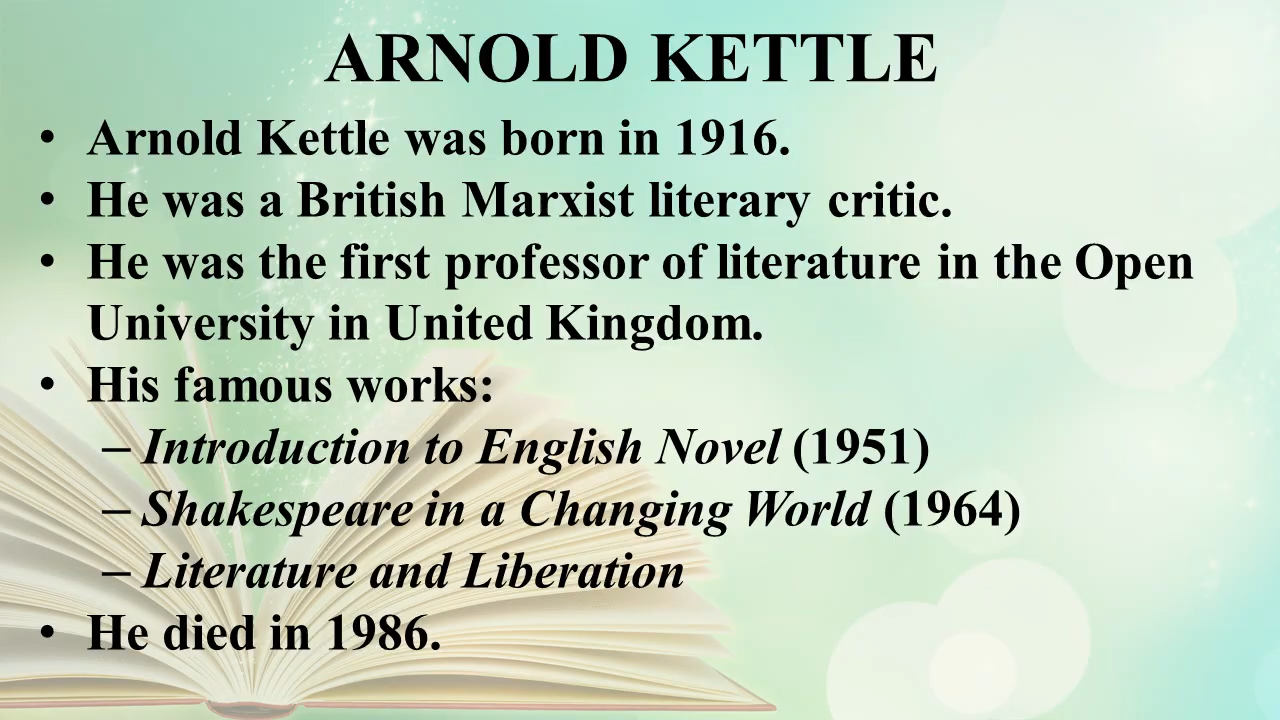 ARNOLD KETTLE
• Arnold Kettle was born in 1916.
• He was a British Marxist literary critic.
• He was the first professor of literature in the Open
University in United Kingdom.
• His famous works:
– Introduction to English Novel (1951)
– Shakespeare in a Changing World (1964)
– Literature and Liberation
• He died in 1986.